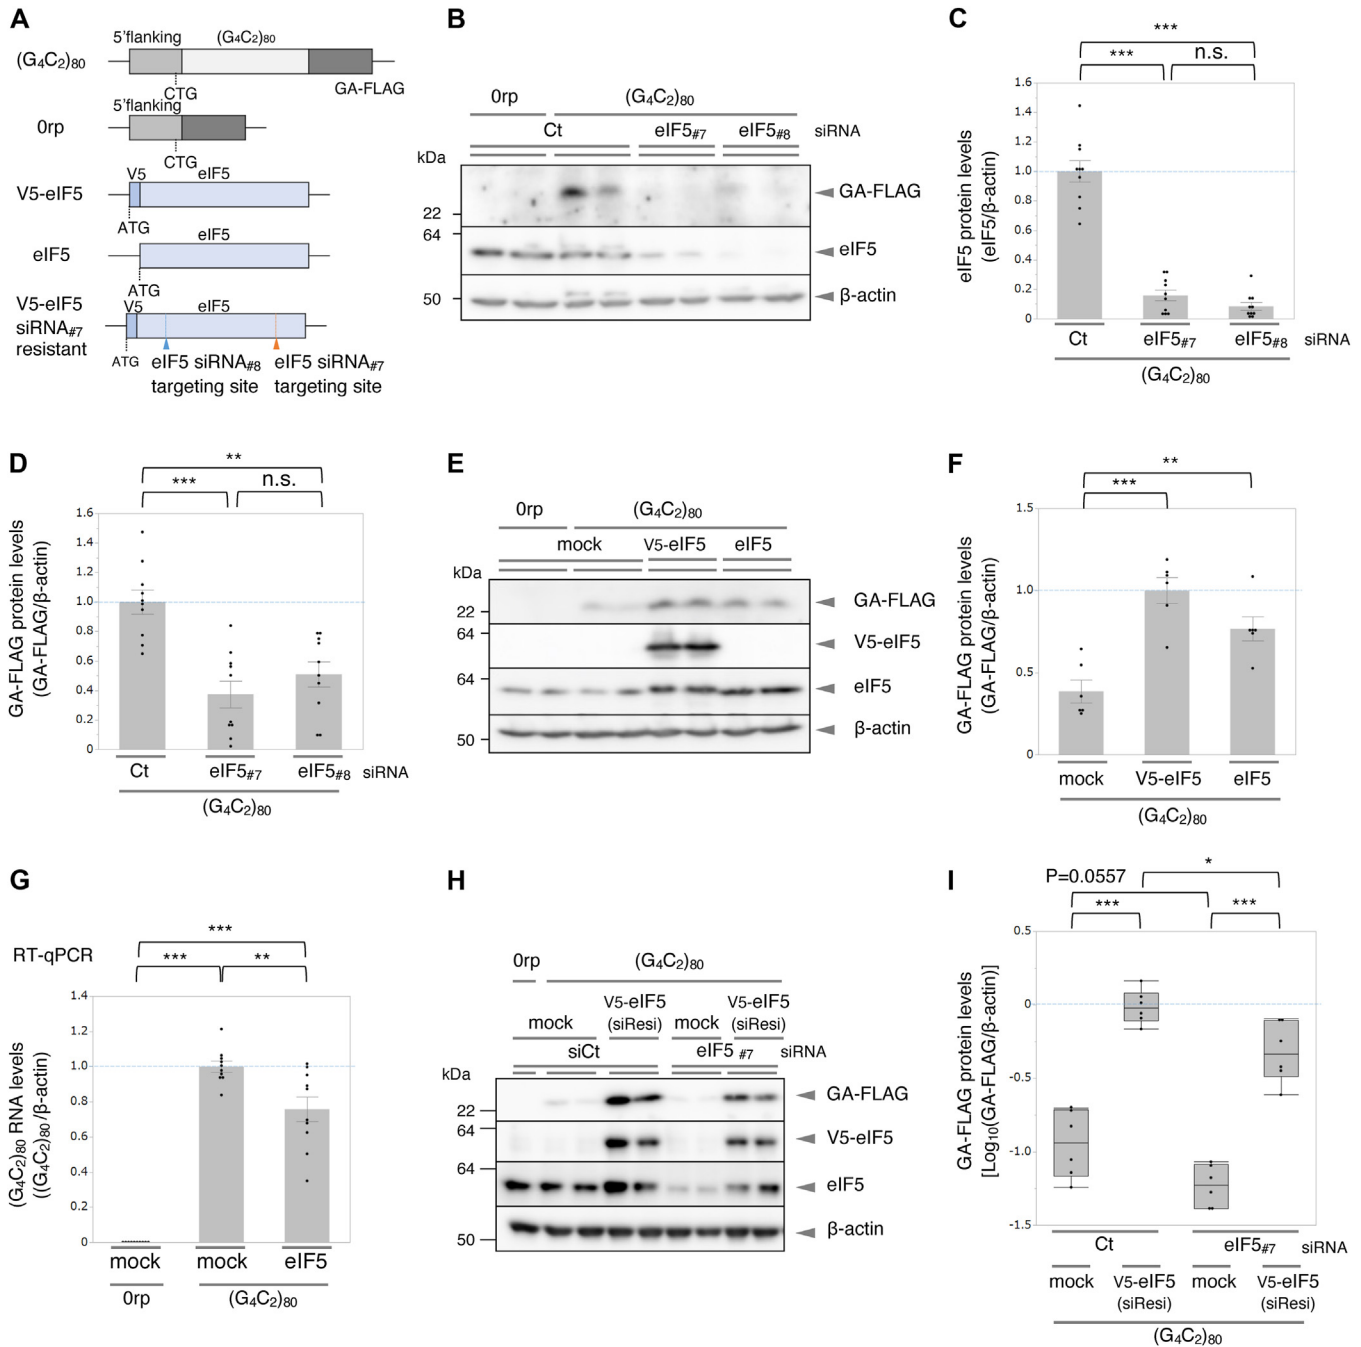 A
5'flanking
(G4C2)80
(G4C2)80
CTG
GA-FLAG
5'flanking
0rp
CTG
V5
eIF5
V5-eIF5
ATG
eIF5
eIF5
ATG
V5-eIF5
siRNA#7
resistant
V5
eIF5
ATG
eIF5 siRNA#8
targeting site
eIF5 siRNA#7
targeting site
B
0rp
(G4C2)80
Ct
eIF5#7
eIF5#8
siRNA
kDa
GA-FLAG
22
64
eIF5
50
β-actin
C
***
***
n.s.
eIF5 protein levels
(eIF5/β-actin)
1.6
1.4
1.2
1.0
0.8
0.6
0.4
0.2
0
Ct
eIF5#7
eIF5#8
siRNA
(G4C2)80
D
**
***
n.s.
GA-FLAG protein levels
(GA-FLAG/β-actin)
1.6
1.4
1.2
1.0
0.8
0.6
0.4
0.2
0
Ct
eIF5#7
eIF5#8
siRNA
(G4C2)80
E
0rp
(G4C2)80
mock
V5-eIF5
eIF5
kDa
GA-FLAG
22
64
V5-eIF5
64
eIF5
β-actin
50
F
**
***
GA-FLAG protein levels
(GA-FLAG/β-actin)
1.5
1.0
0.5
0
mock
V5-eIF5
eIF5
(G4C2)80
G
RT-qPCR
***
***
**
(G4C2)80 RNA levels
((G4C2)80/β-actin)
1.4
1.2
1.0
0.8
0.6
0.4
0.2
0
mock
mock
eIF5
0rp
(G4C2)80
H
0rp
(G4C2)80
V5-eIF5
(siResi)
V5-eIF5
(siResi)
mock
mock
siCt
eIF5 #7
siRNA
kDa
GA-FLAG
22
64
V5-eIF5
64
eIF5
β-actin
50
I
*
P=0.0557
***
***
GA-FLAG protein levels
[Log10(GA-FLAG/β-actin)]
0.5
0
-0.5
-1.0
-1.5
Ct
eIF5#7
siRNA
mock
V5-eIF5
(siResi)
mock
V5-eIF5
(siResi)
(G4C2)80